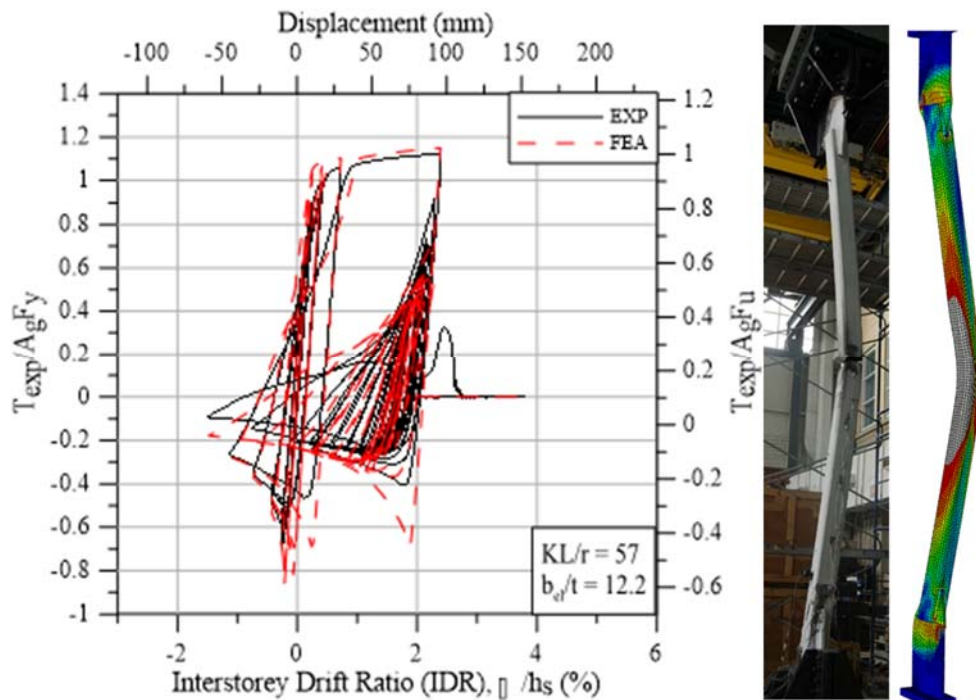 Displacement (mm)
-100 -50 0 50 100 150 200
1.4
1.2
1
0.8
0.6
0.4
0.2
0
-0.2
-0.4
-0.6
-0.8
-1
Texp/AgFy
EXP
FEA
1.2
1
0.8
0.6
0.4
0.2
0
-0.2
-0.4
-0.6
Texp/AgFu
KL/r = 57
b_el/t = 12.2
-2 0 2 4 6
Interstorey Drift Ratio (IDR), ▯ /hs (%)